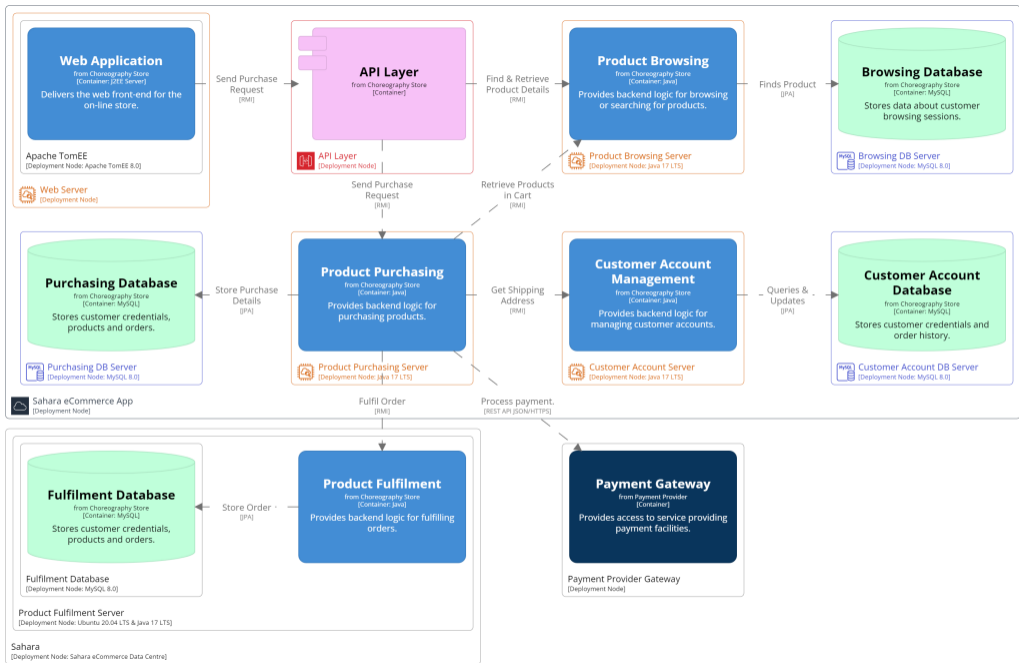 Web Application
from Choreography Store
[Container: J2EE Server]
Delivers the web front-end for the
on-line store.
Apache TomEE
[Deployment Node: Apache TomEE 8.0]
Web Server
[Deployment Node]
Send Purchase
Request
[RMI]
API Layer
from Choreography Store
[Container]
API Layer
[Deployment Node]
Find & Retrieve
Product Details
[RMI]
Product Browsing
from Choreography Store
[Container: Java]
Provides backend logic for browsing
or searching for products.
Product Browsing Server
[Deployment Node: Java 17 LTS]
Finds Product
[JPA]
Browsing Database
from Choreography Store
[Container: MySQL]
Stores data about customer
browsing sessions.
MySQL
Browsing DB Server
[Deployment Node: MySQL 8.0]
Send Purchase
Request
[RMI]
Retrieve Products
in Cart
[RMI]
Purchasing Database
from Choreography Store
[Container: MySQL]
Stores customer credentials,
products and orders.
MySQL
Purchasing DB Server
[Deployment Node: MySQL 8.0]
Store Purchase
Details
[JPA]
Product Purchasing
from Choreography Store
[Container: Java]
Provides backend logic for
purchasing products.
Product Purchasing Server
[Deployment Node: Java 17 LTS]
Get Shipping
Address
[RMI]
Customer Account
Management
from Choreography Store
[Container: Java]
Provides backend logic for
managing customer accounts.
Customer Account Server
[Deployment Node: Java 17 LTS]
Queries &
Updates
[JPA]
Customer Account
Database
from Choreography Store
[Container: MySQL]
Stores customer credentials and
order history.
MySQL
Customer Account DB Server
[Deployment Node: MySQL 8.0]
Sahara eCommerce App
[Deployment Node]
Fulfil Order
[RMI]
Process payment.
[REST API JSON/HTTPS]
Fulfilment Database
from Choreography Store
[Container: MySQL]
Stores customer credentials,
products and orders.
Fulfilment Database
[Deployment Node: MySQL 8.0]
Store Order
[JPA]
Product Fulfilment
from Choreography Store
[Container: Java]
Provides backend logic for fulfilling
orders.
Payment Gateway
from Payment Provider
[Container]
Provides access to service providing
payment facilities.
Payment Provider Gateway
[Deployment Node]
Product Fulfilment Server
[Deployment Node: Ubuntu 20.04 LTS & Java 17 LTS]
Sahara
[Deployment Node: Sahara eCommerce Data Centre]